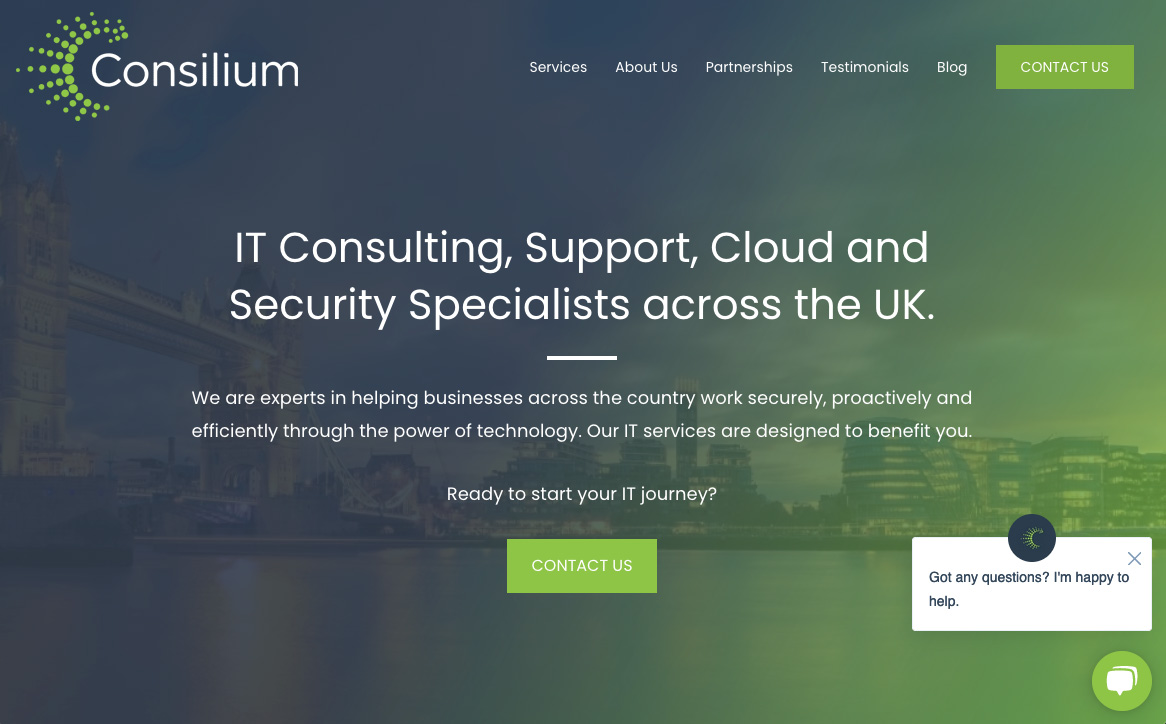 Consilium
Services
About Us
Partnerships
Testimonials
Blog
CONTACT US
IT Consulting, Support, Cloud and
Security Specialists across the UK.
We are experts in helping businesses across the country work securely, proactively and
efficiently through the power of technology. Our IT services are designed to benefit you.
Ready to start your IT journey?
CONTACT US
Got any questions? I'm happy to
help.